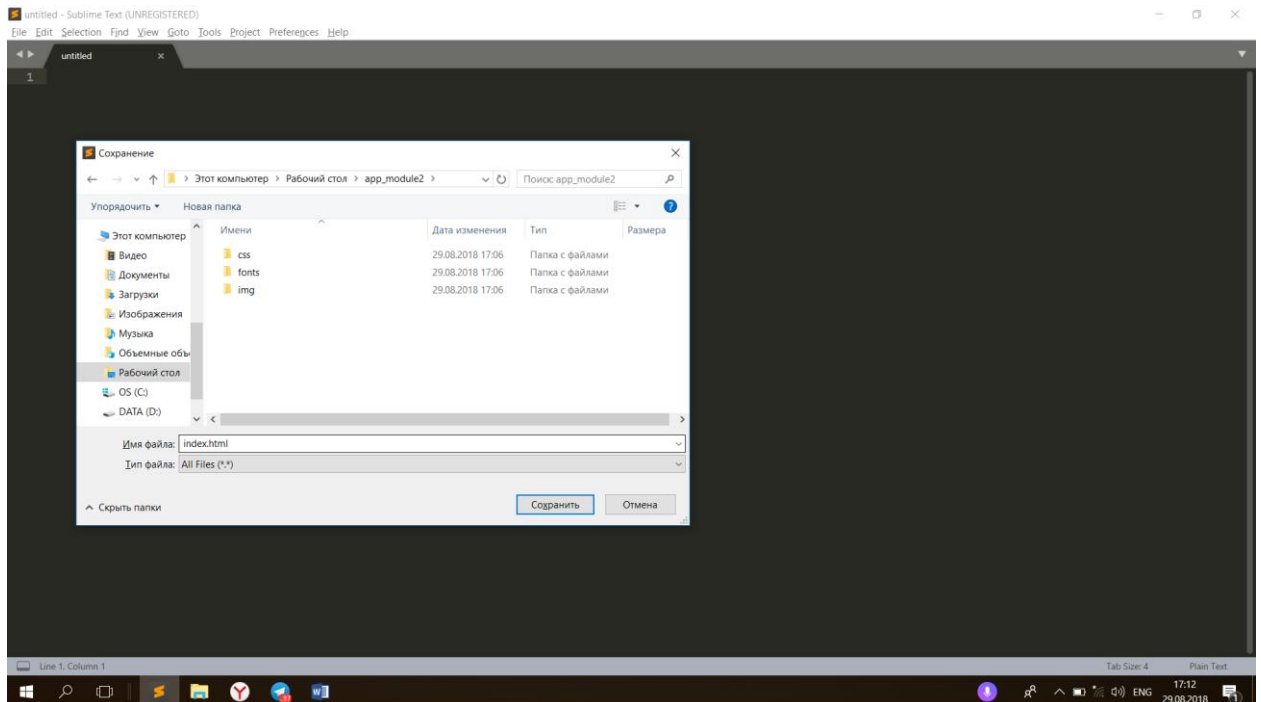 untitled - Sublime Text (UNREGISTERED)
File Edit Selection Find View Goto Tools Project Preferences Help
untitled x
1
Сохранение
Этот компьютер > Рабочий стол > app_module2 >
Поиск: app_module2
Упорядочить Новая папка
Имени Дата изменения Тип Размера
css 29.08.2018 17:06 Папка с файлами
fonts 29.08.2018 17:06 Папка с файлами
img 29.08.2018 17:06 Папка с файлами
Этот компьютер
Видео
Документы
Загрузки
Изображения
Музыка
Объемные объ
Рабочий стол
OS (C:)
DATA (D:)
Имя файла: index.html
Тип файла: All Files (*.*)
Скрыть папки
Сохранить Отмена
Line 1, Column 1 Tab Size: 4 Plain Text
ENG
17:12
29.08.2018
1